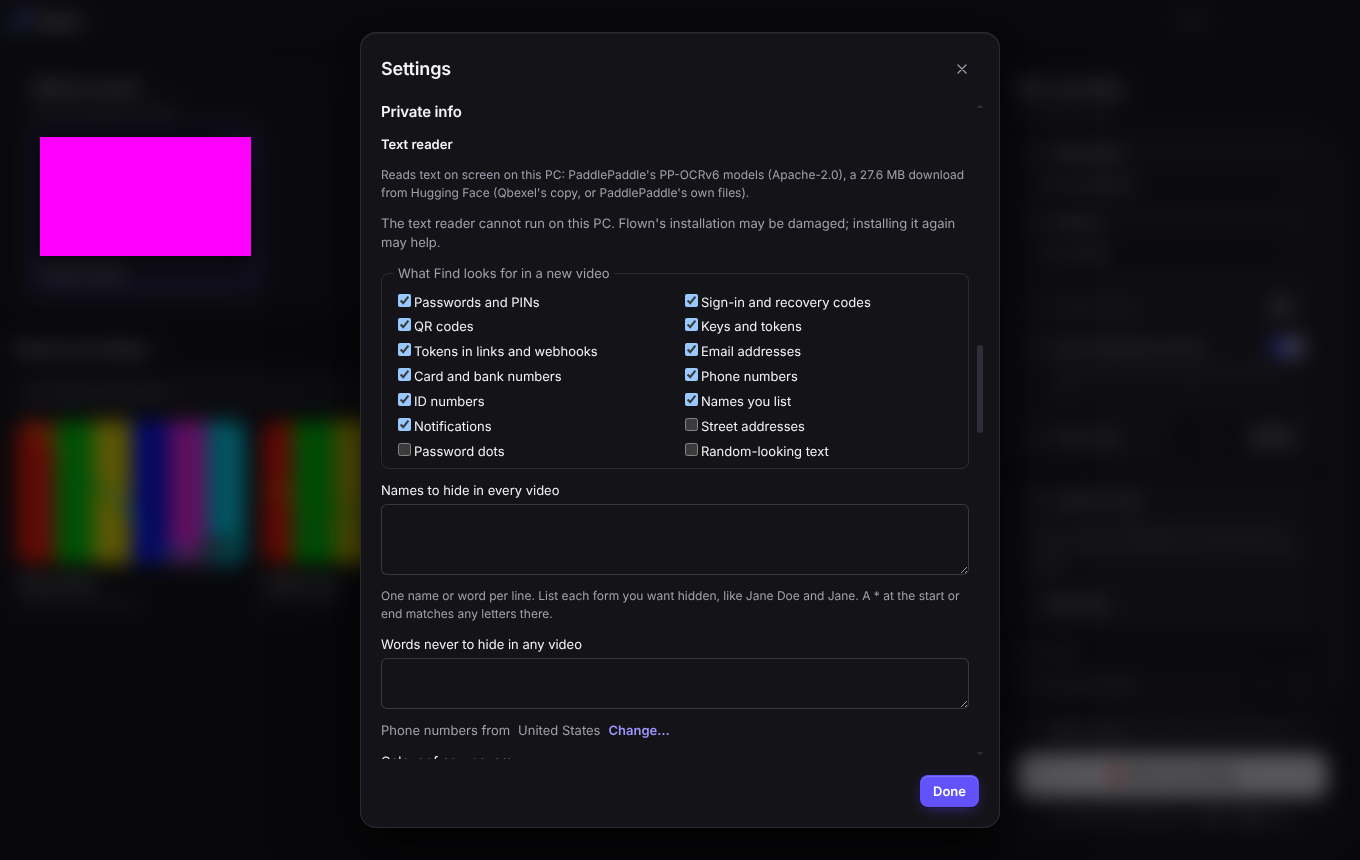 Settings
Private info
Text reader
Reads text on screen on this PC: PaddlePaddle's PP-OCRv6 models (Apache-2.0), a 27.6 MB download
from Hugging Face (Qbexel's copy, or PaddlePaddle's own files).
The text reader cannot run on this PC. Flown's installation may be damaged; installing it again
may help.
What Find looks for in a new video
Passwords and PINs
Sign-in and recovery codes
QR codes
Keys and tokens
Tokens in links and webhooks
Email addresses
Card and bank numbers
Phone numbers
ID numbers
Names you list
Notifications
Street addresses
Password dots
Random-looking text
Names to hide in every video
One name or word per line. List each form you want hidden, like Jane Doe and Jane. A * at the start or
end matches any letters there.
Words never to hide in any video
Phone numbers from United States Change...
Done